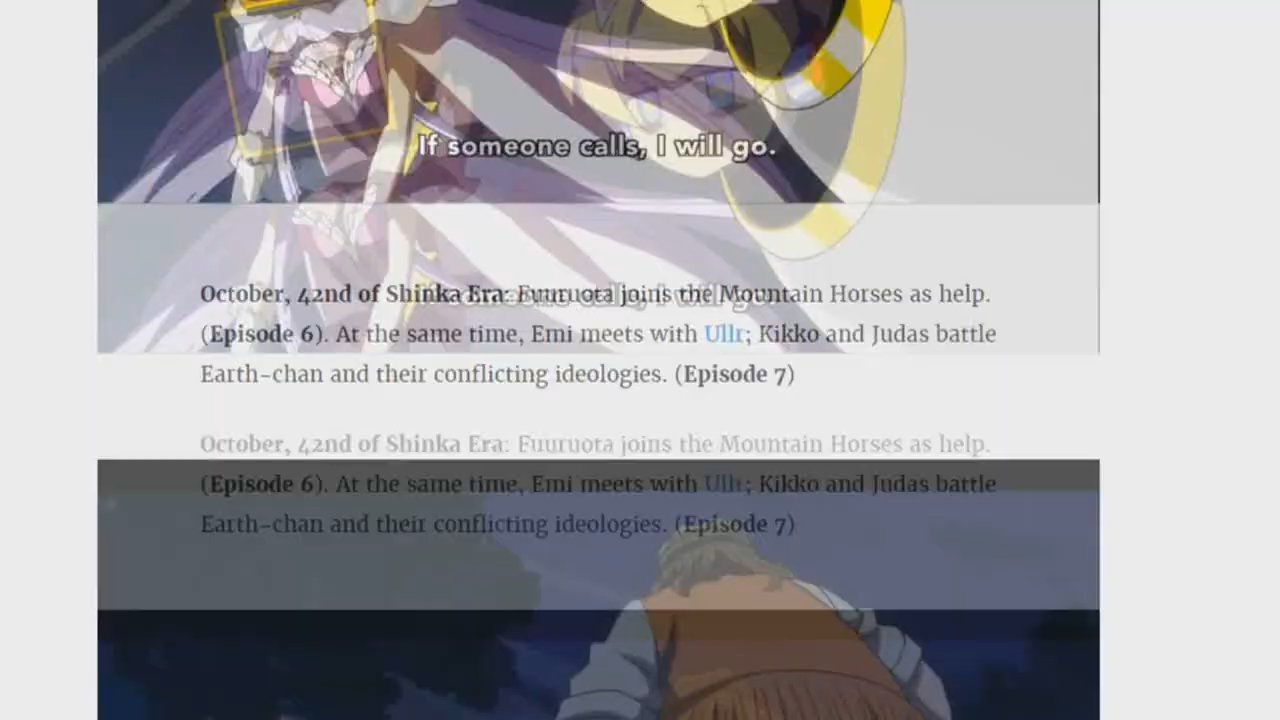 If someone calls, I will go.
October, 42nd of Shinka Era: Fuuruota joins the Mountain Horses as help.
(Episode 6). At the same time, Emi meets with Ullr; Kikko and Judas battle
Earth-chan and their conflicting ideologies. (Episode 7)
October, 42nd of Shinka Era: Fuuruota joins the Mountain Horses as help.
(Episode 6). At the same time, Emi meets with Ullr; Kikko and Judas battle
Earth-chan and their conflicting ideologies. (Episode 7)